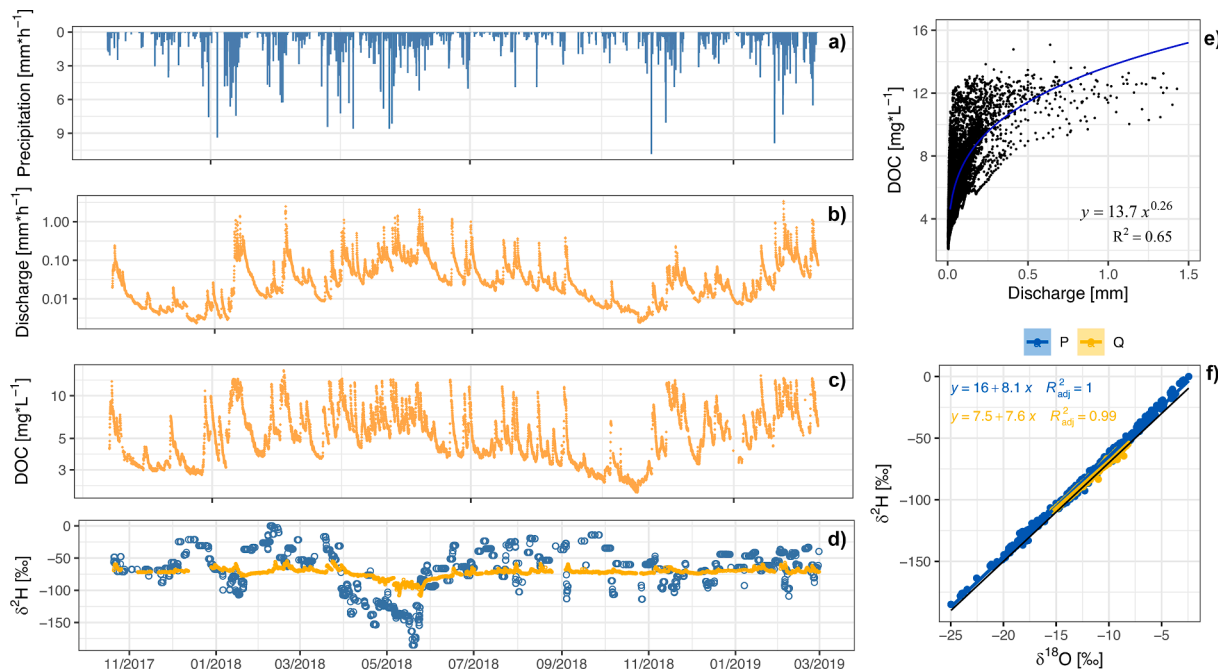 Precipitation [mm*h−1]
0
3
6
9
a)
Discharge [mm*h−1]
1.00
0.10
0.01
b)
DOC [mg*L−1]
10
5
3
c)
δ2H [‰]
0
−50
−100
−150
d)
11/2017 01/2018 03/2018 05/2018 07/2018 09/2018 11/2018 01/2019 03/2019
e)
DOC [mg*L−1]
16
12
8
4
y = 13.7 x0.26
R2 = 0.65
0.0 0.5 1.0 1.5
Discharge [mm]
P Q
f)
y = 16 + 8.1 x R2adj = 1
y = 7.5 + 7.6 x R2adj = 0.99
δ2H [‰]
0
−50
−100
−150
−25 −20 −15 −10 −5
δ18O [‰]